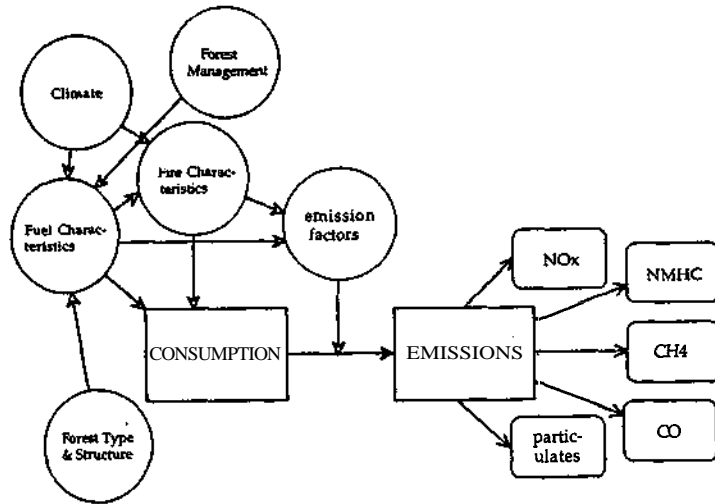 Forest
Management
Climate
Fire Charac-
teristics
Fuel Charac-
teristics
emission
factors
NOx
NMHC
CONSUMPTION
EMISSIONS
CH4
Forest Type
& Structure
partic-
ulates
CO